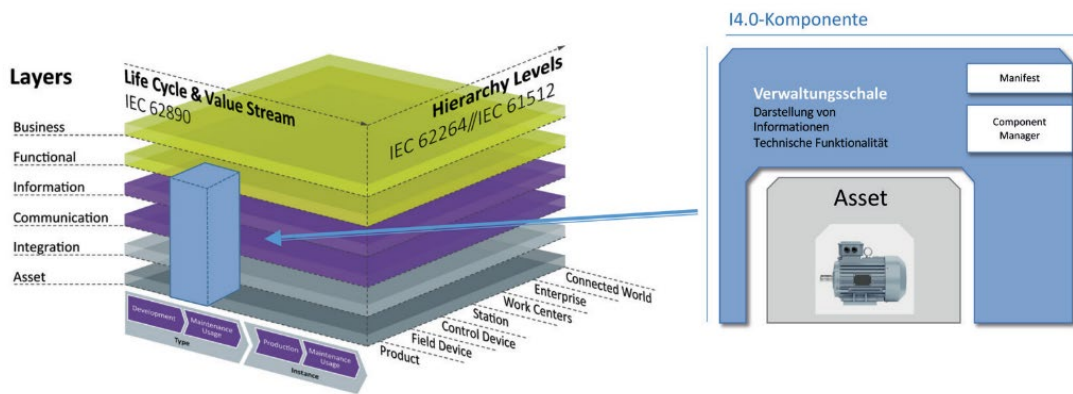 Layers
Business
Functional
Information
Communication
Integration
Asset
Life Cycle & Value Stream
IEC 62890
Hierarchy Levels
IEC 62264//IEC 61512
Connected World
Enterprise
Work Centers
Station
Control Device
Field Device
Product
Development
Maintenance
Usage
Type
Production
Maintenance
Usage
Instance
I4.0-Komponente
Verwaltungsschale
Darstellung von
Informationen
Technische Funktionalität
Manifest
Component
Manager
Asset